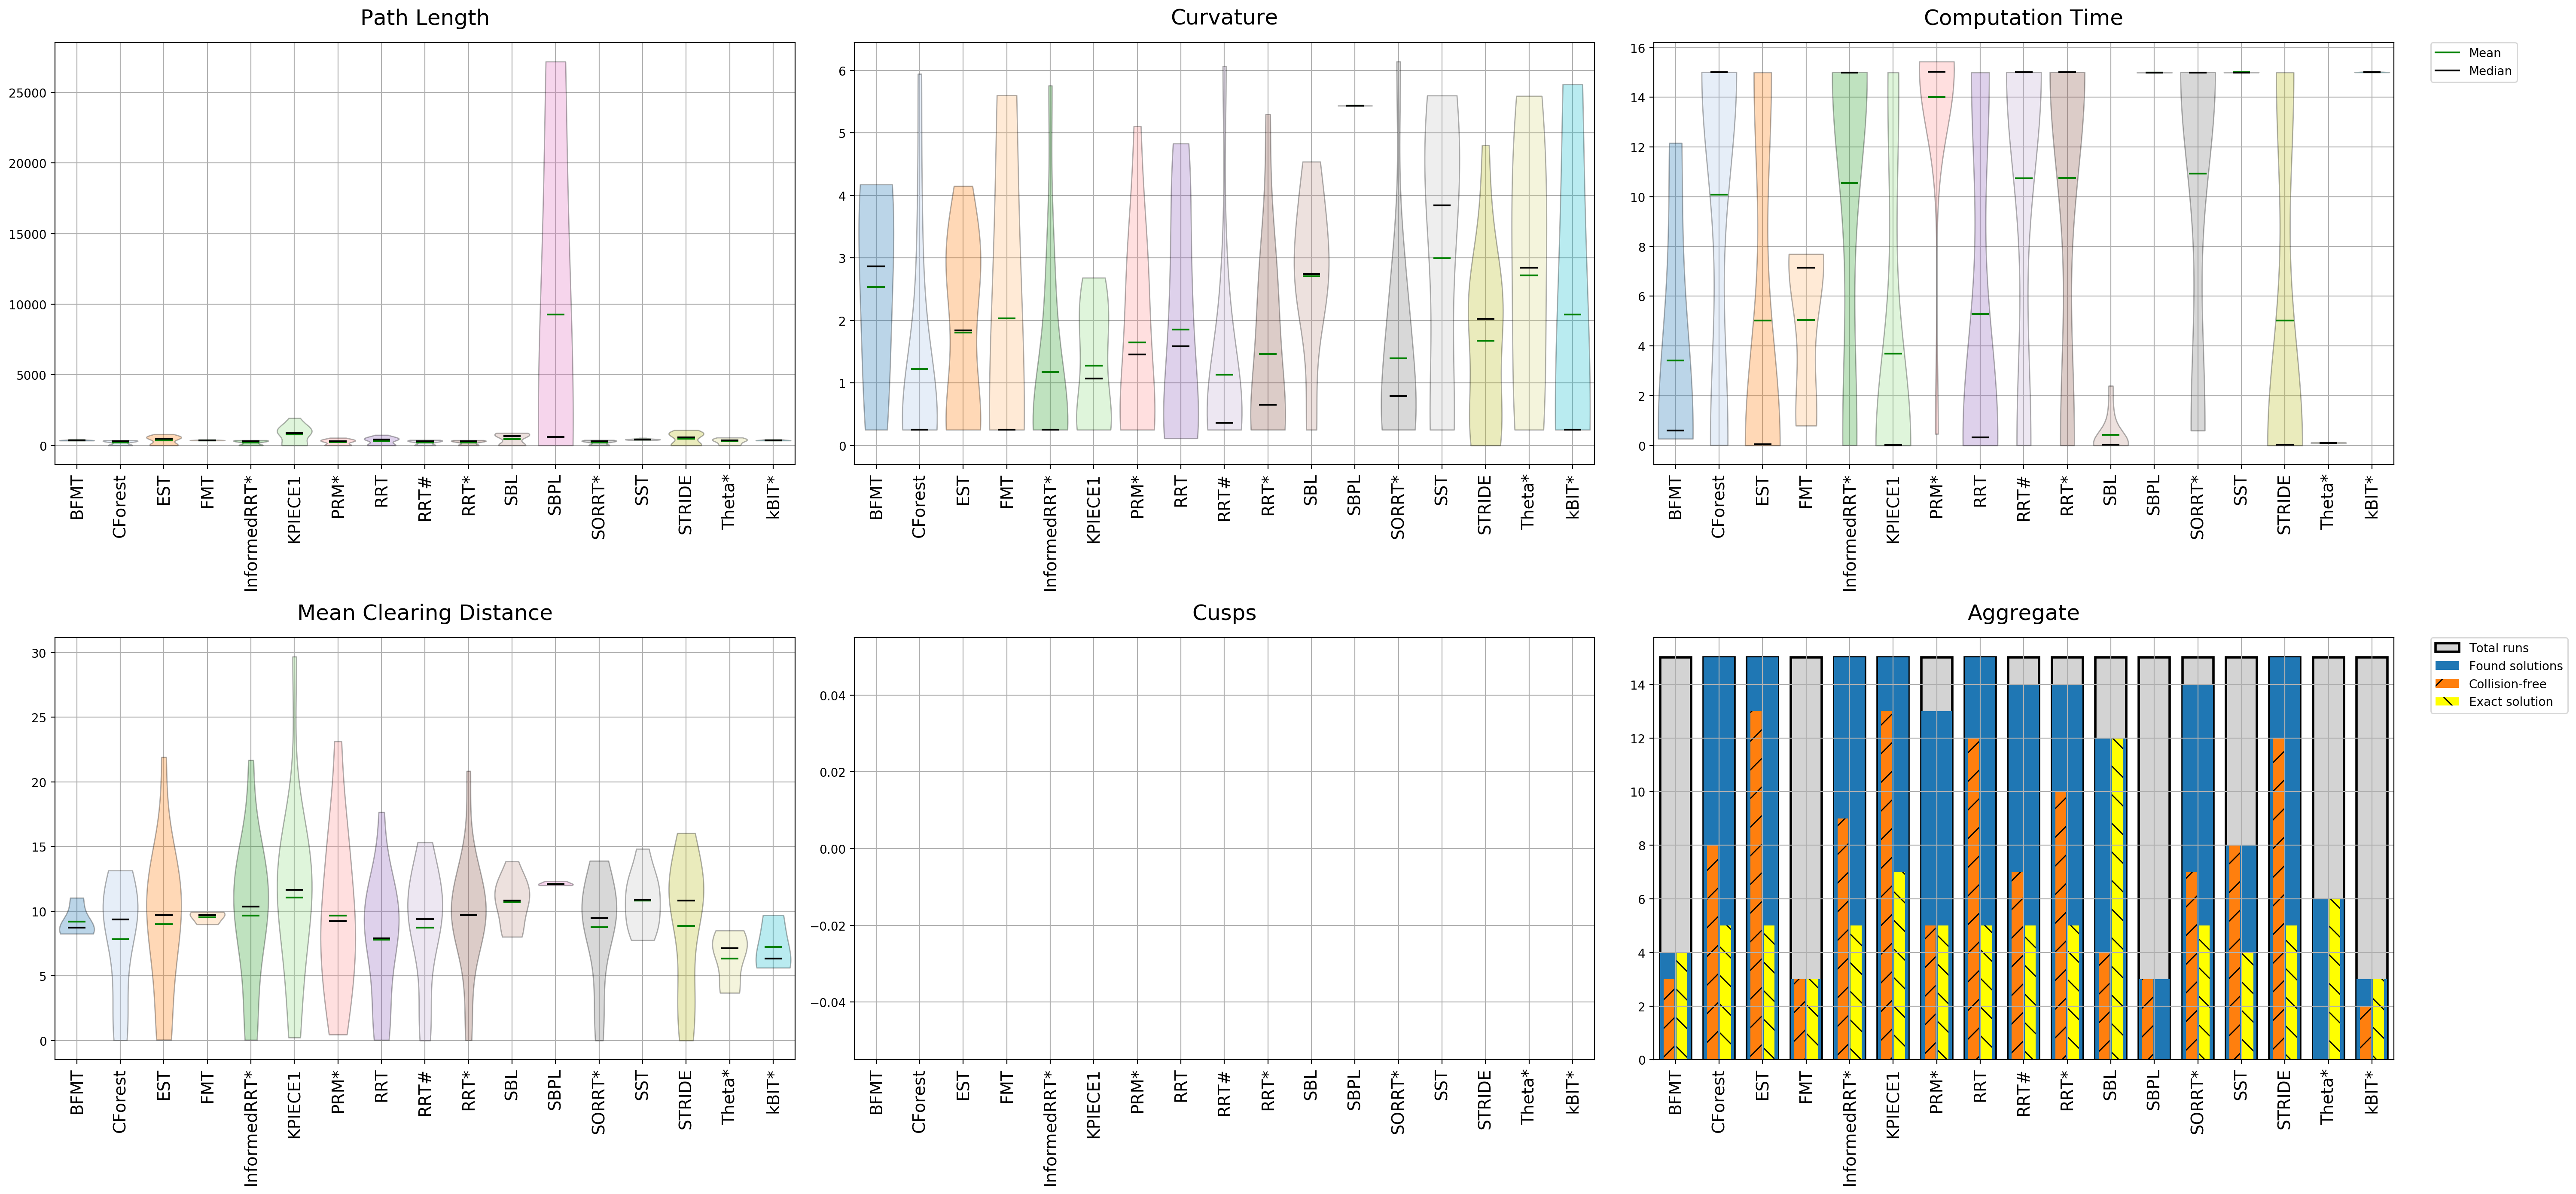 Path Length
25000
20000
15000
10000
5000
0
BFMT
CForest
EST
FMT
InformedRRT*
KPIECE1
PRM*
RRT
RRT#
RRT*
SBL
SBPL
SORRT*
SST
STRIDE
Theta*
kBIT*
Curvature
6
5
4
3
2
1
0
BFMT
CForest
EST
FMT
InformedRRT*
KPIECE1
PRM*
RRT
RRT#
RRT*
SBL
SBPL
SORRT*
SST
STRIDE
Theta*
kBIT*
Computation Time
16
14
12
10
8
6
4
2
0
BFMT
CForest
EST
FMT
InformedRRT*
KPIECE1
PRM*
RRT
RRT#
RRT*
SBL
SBPL
SORRT*
SST
STRIDE
Theta*
kBIT*
Mean
Median
Mean Clearing Distance
30
25
20
15
10
5
0
BFMT
CForest
EST
FMT
InformedRRT*
KPIECE1
PRM*
RRT
RRT#
RRT*
SBL
SBPL
SORRT*
SST
STRIDE
Theta*
kBIT*
Cusps
0.04
0.02
0.00
−0.02
−0.04
BFMT
CForest
EST
FMT
InformedRRT*
KPIECE1
PRM*
RRT
RRT#
RRT*
SBL
SBPL
SORRT*
SST
STRIDE
Theta*
kBIT*
Aggregate
14
12
10
8
6
4
2
0
BFMT
CForest
EST
FMT
InformedRRT*
KPIECE1
PRM*
RRT
RRT#
RRT*
SBL
SBPL
SORRT*
SST
STRIDE
Theta*
kBIT*
Total runs
Found solutions
Collision-free
Exact solution